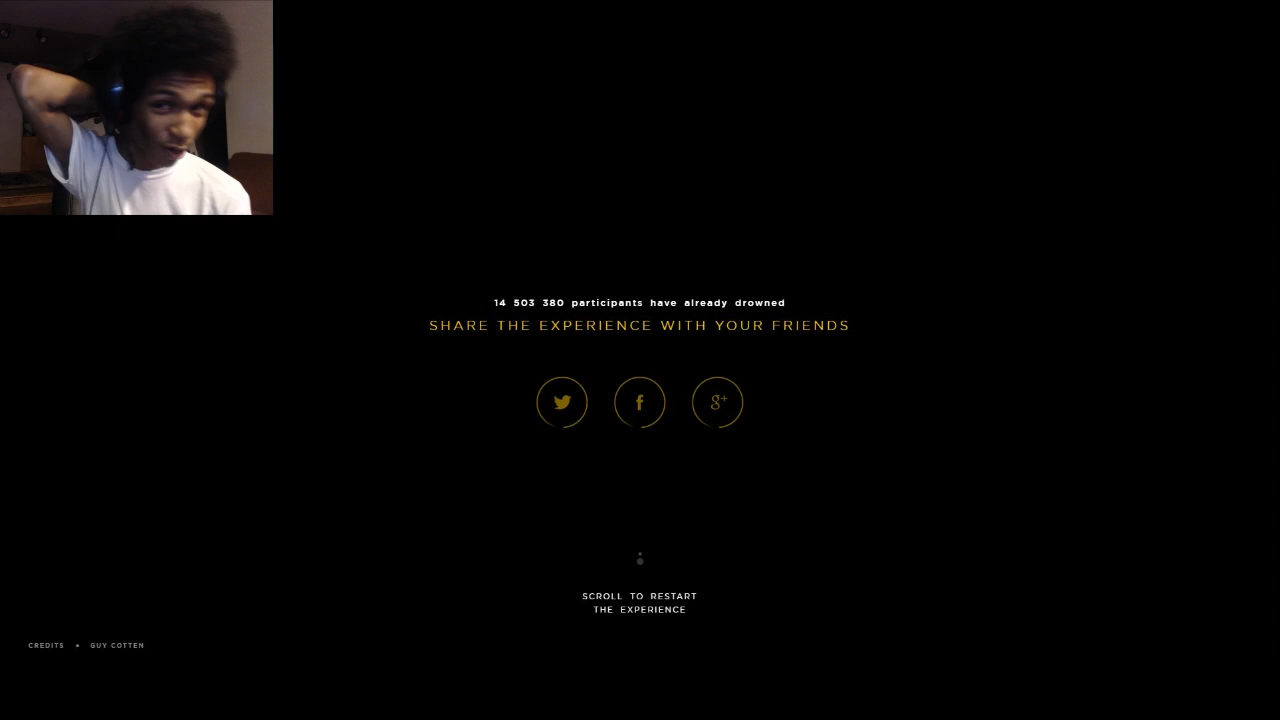 14 503 380 participants have already drowned
SHARE THE EXPERIENCE WITH YOUR FRIENDS
f
g+
SCROLL TO RESTART
THE EXPERIENCE
CREDITS • GUY COTTEN